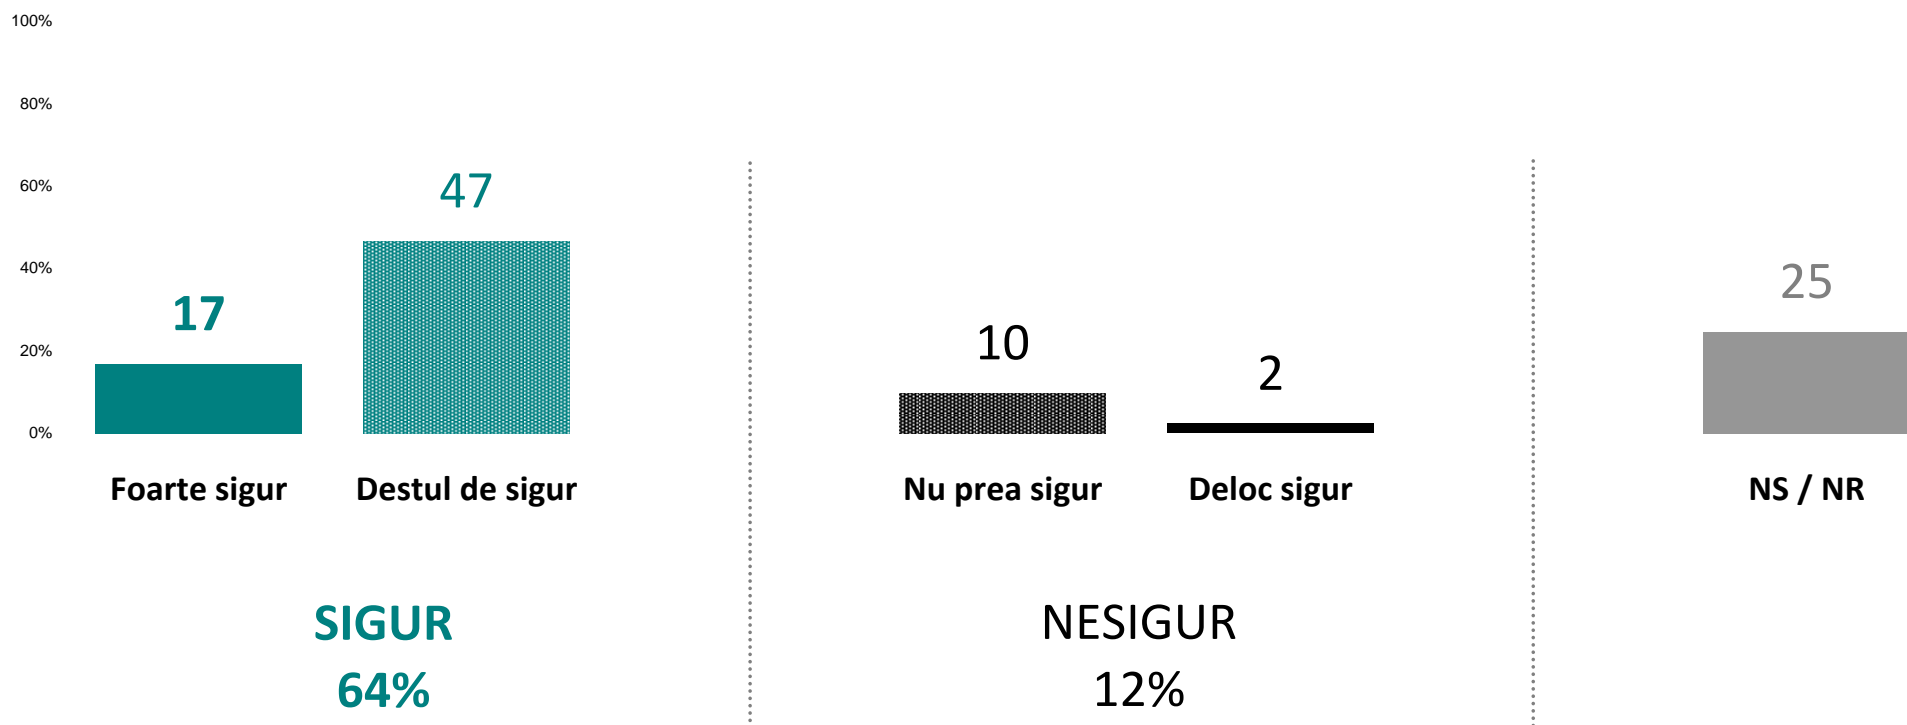 100%
80%
60%
40%
20%
0%
17
47
10
2
25
Foarte sigur
Destul de sigur
Nu prea sigur
Deloc sigur
NS / NR
SIGUR
64%
NESIGUR
12%